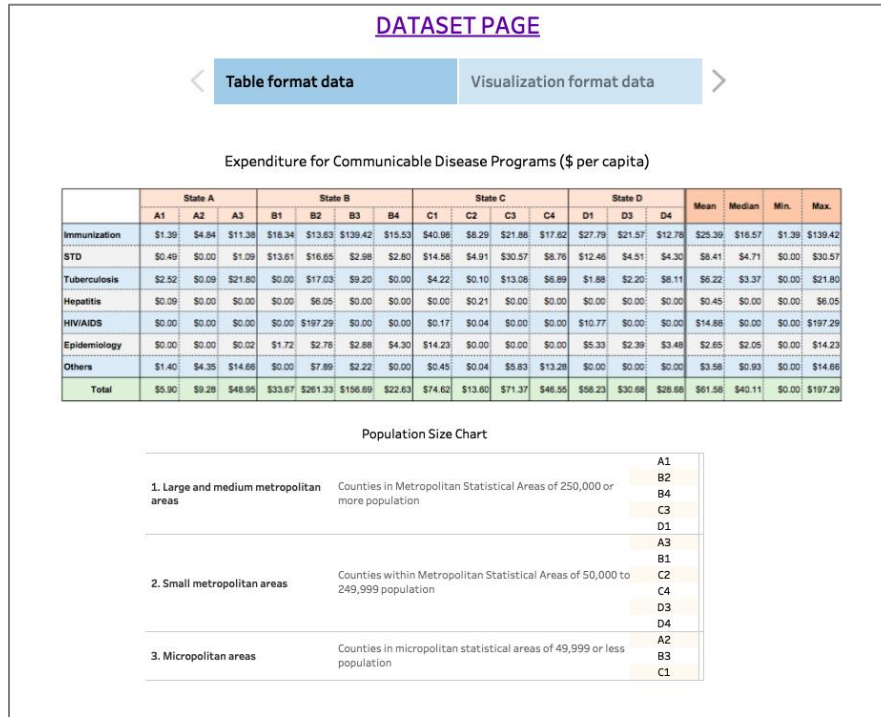 DATASET PAGE
< Table format data Visualization format data >
Expenditure for Communicable Disease Programs ($ per capita)
State A State B State C State D Mean Median Min. Max.
A1 A2 A3 B1 B2 B3 B4 C1 C2 C3 C4 D1 D3 D4
Immunization $1.39 $4.84 $11.38 $18.34 $13.63 $139.42 $15.53 $40.96 $8.29 $21.88 $17.62 $27.79 $21.57 $12.78 $25.39 $16.57 $1.39 $139.42
STD $0.49 $0.00 $1.09 $13.61 $16.65 $2.98 $2.80 $14.58 $4.91 $30.57 $8.76 $12.46 $4.51 $4.30 $8.41 $4.71 $0.00 $30.57
Tuberculosis $2.52 $0.09 $21.80 $0.00 $17.03 $9.20 $0.00 $4.22 $0.10 $13.08 $6.89 $1.88 $2.20 $8.11 $6.22 $3.37 $0.00 $21.80
Hepatitis $0.09 $0.00 $0.00 $0.00 $6.05 $0.00 $0.00 $0.00 $0.21 $0.00 $0.00 $0.00 $0.00 $0.00 $0.45 $0.00 $0.00 $6.05
HIV/AIDS $0.00 $0.00 $0.00 $0.00 $197.29 $0.00 $0.00 $0.17 $0.04 $0.00 $0.00 $10.77 $0.00 $0.00 $14.88 $0.00 $0.00 $197.29
Epidemiology $0.00 $0.00 $0.02 $1.72 $2.78 $2.88 $4.30 $14.23 $0.00 $0.00 $0.00 $5.33 $2.39 $3.48 $2.65 $2.05 $0.00 $14.23
Others $1.40 $4.35 $14.66 $0.00 $7.89 $2.22 $0.00 $0.45 $0.04 $5.83 $13.28 $0.00 $0.00 $0.00 $3.58 $0.93 $0.00 $14.66
Total $5.90 $9.28 $48.95 $33.67 $261.33 $156.69 $22.63 $74.62 $13.60 $71.37 $46.55 $58.23 $30.68 $28.66 $61.58 $40.11 $0.00 $197.29
Population Size Chart
1. Large and medium metropolitan areas
Counties in Metropolitan Statistical Areas of 250,000 or
more population
A1
B2
B4
C3
D1
2. Small metropolitan areas
Counties within Metropolitan Statistical Areas of 50,000 to
249,999 population
A3
B1
C2
C4
D3
D4
3. Micropolitan areas
Counties in micropolitan statistical areas of 49,999 or less
population
A2
B3
C1